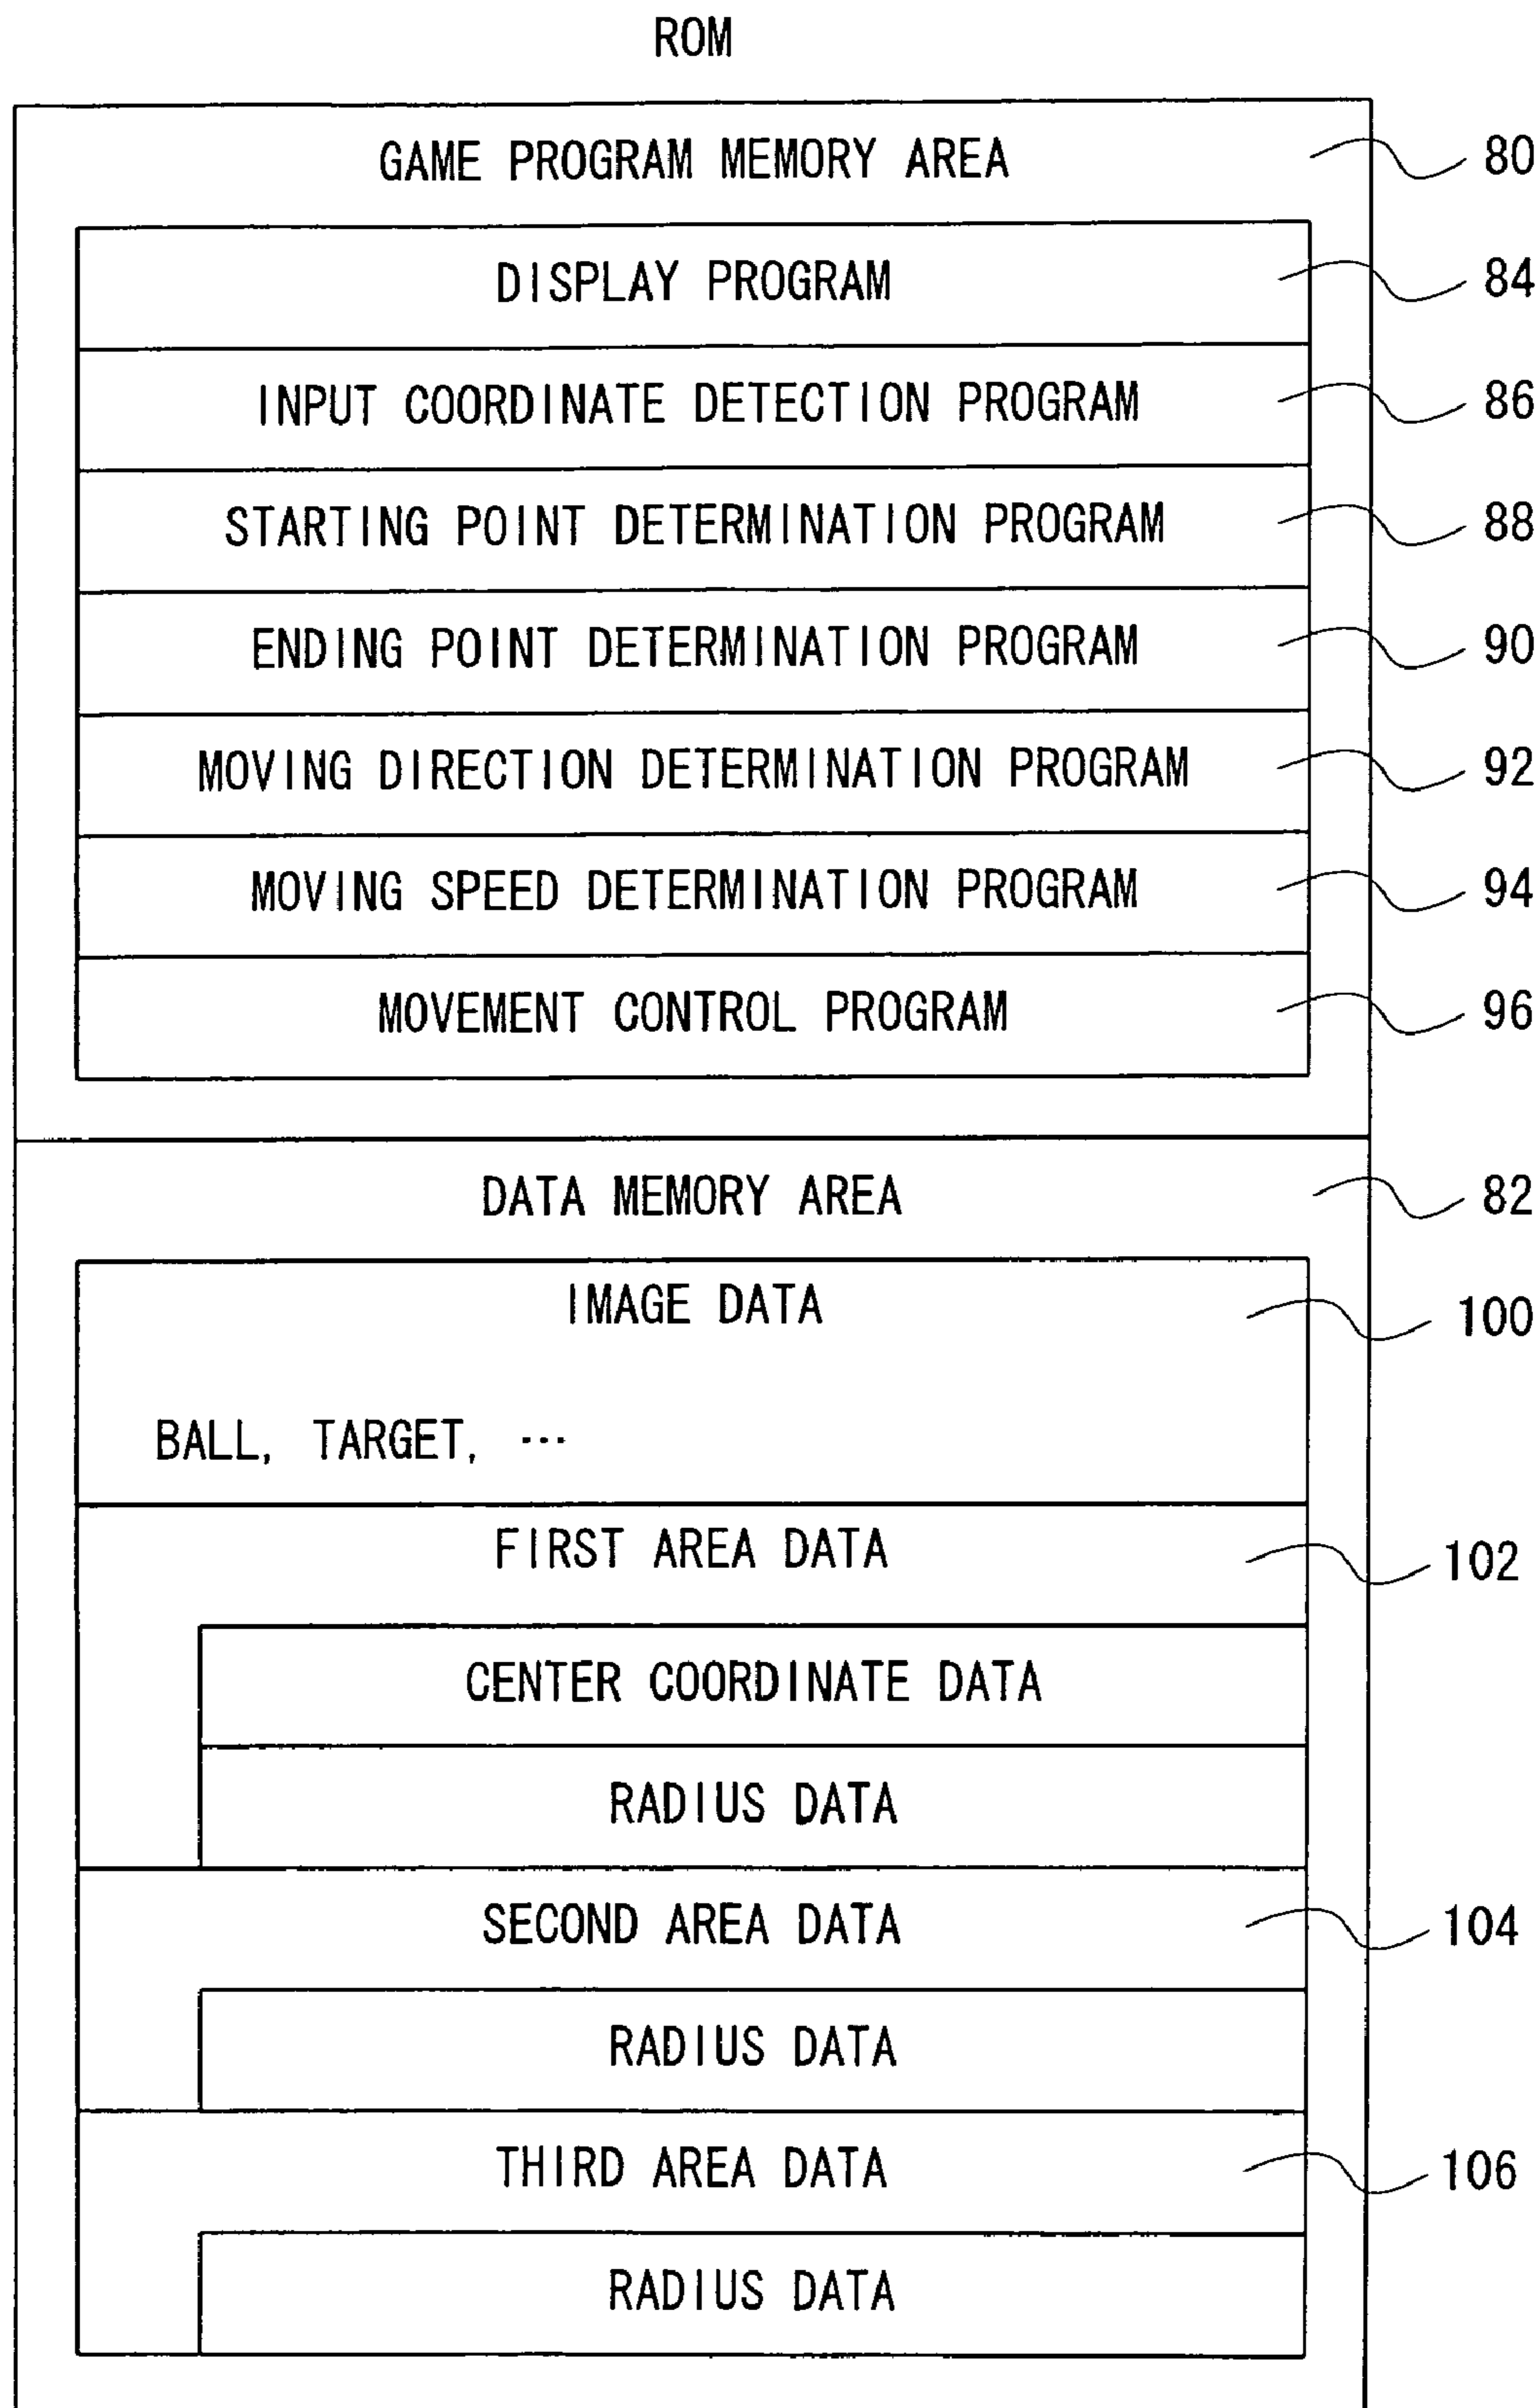 ROM
GAME PROGRAM MEMORY AREA 80
DISPLAY PROGRAM 84
INPUT COORDINATE DETECTION PROGRAM 86
STARTING POINT DETERMINATION PROGRAM 88
ENDING POINT DETERMINATION PROGRAM 90
MOVING DIRECTION DETERMINATION PROGRAM 92
MOVING SPEED DETERMINATION PROGRAM 94
MOVEMENT CONTROL PROGRAM 96
DATA MEMORY AREA 82
IMAGE DATA 100
BALL, TARGET, ···
FIRST AREA DATA 102
CENTER COORDINATE DATA
RADIUS DATA
SECOND AREA DATA 104
RADIUS DATA
THIRD AREA DATA 106
RADIUS DATA